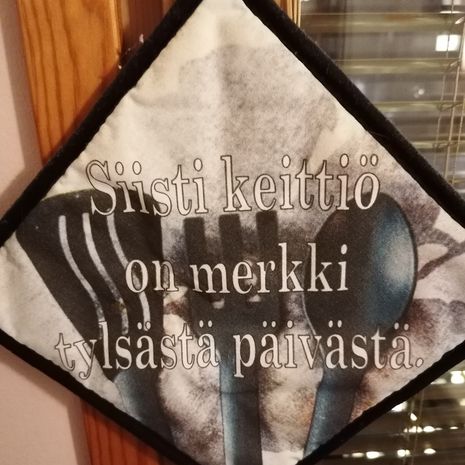 Siisti keittiö
on merkki
tylsästä päivästä.